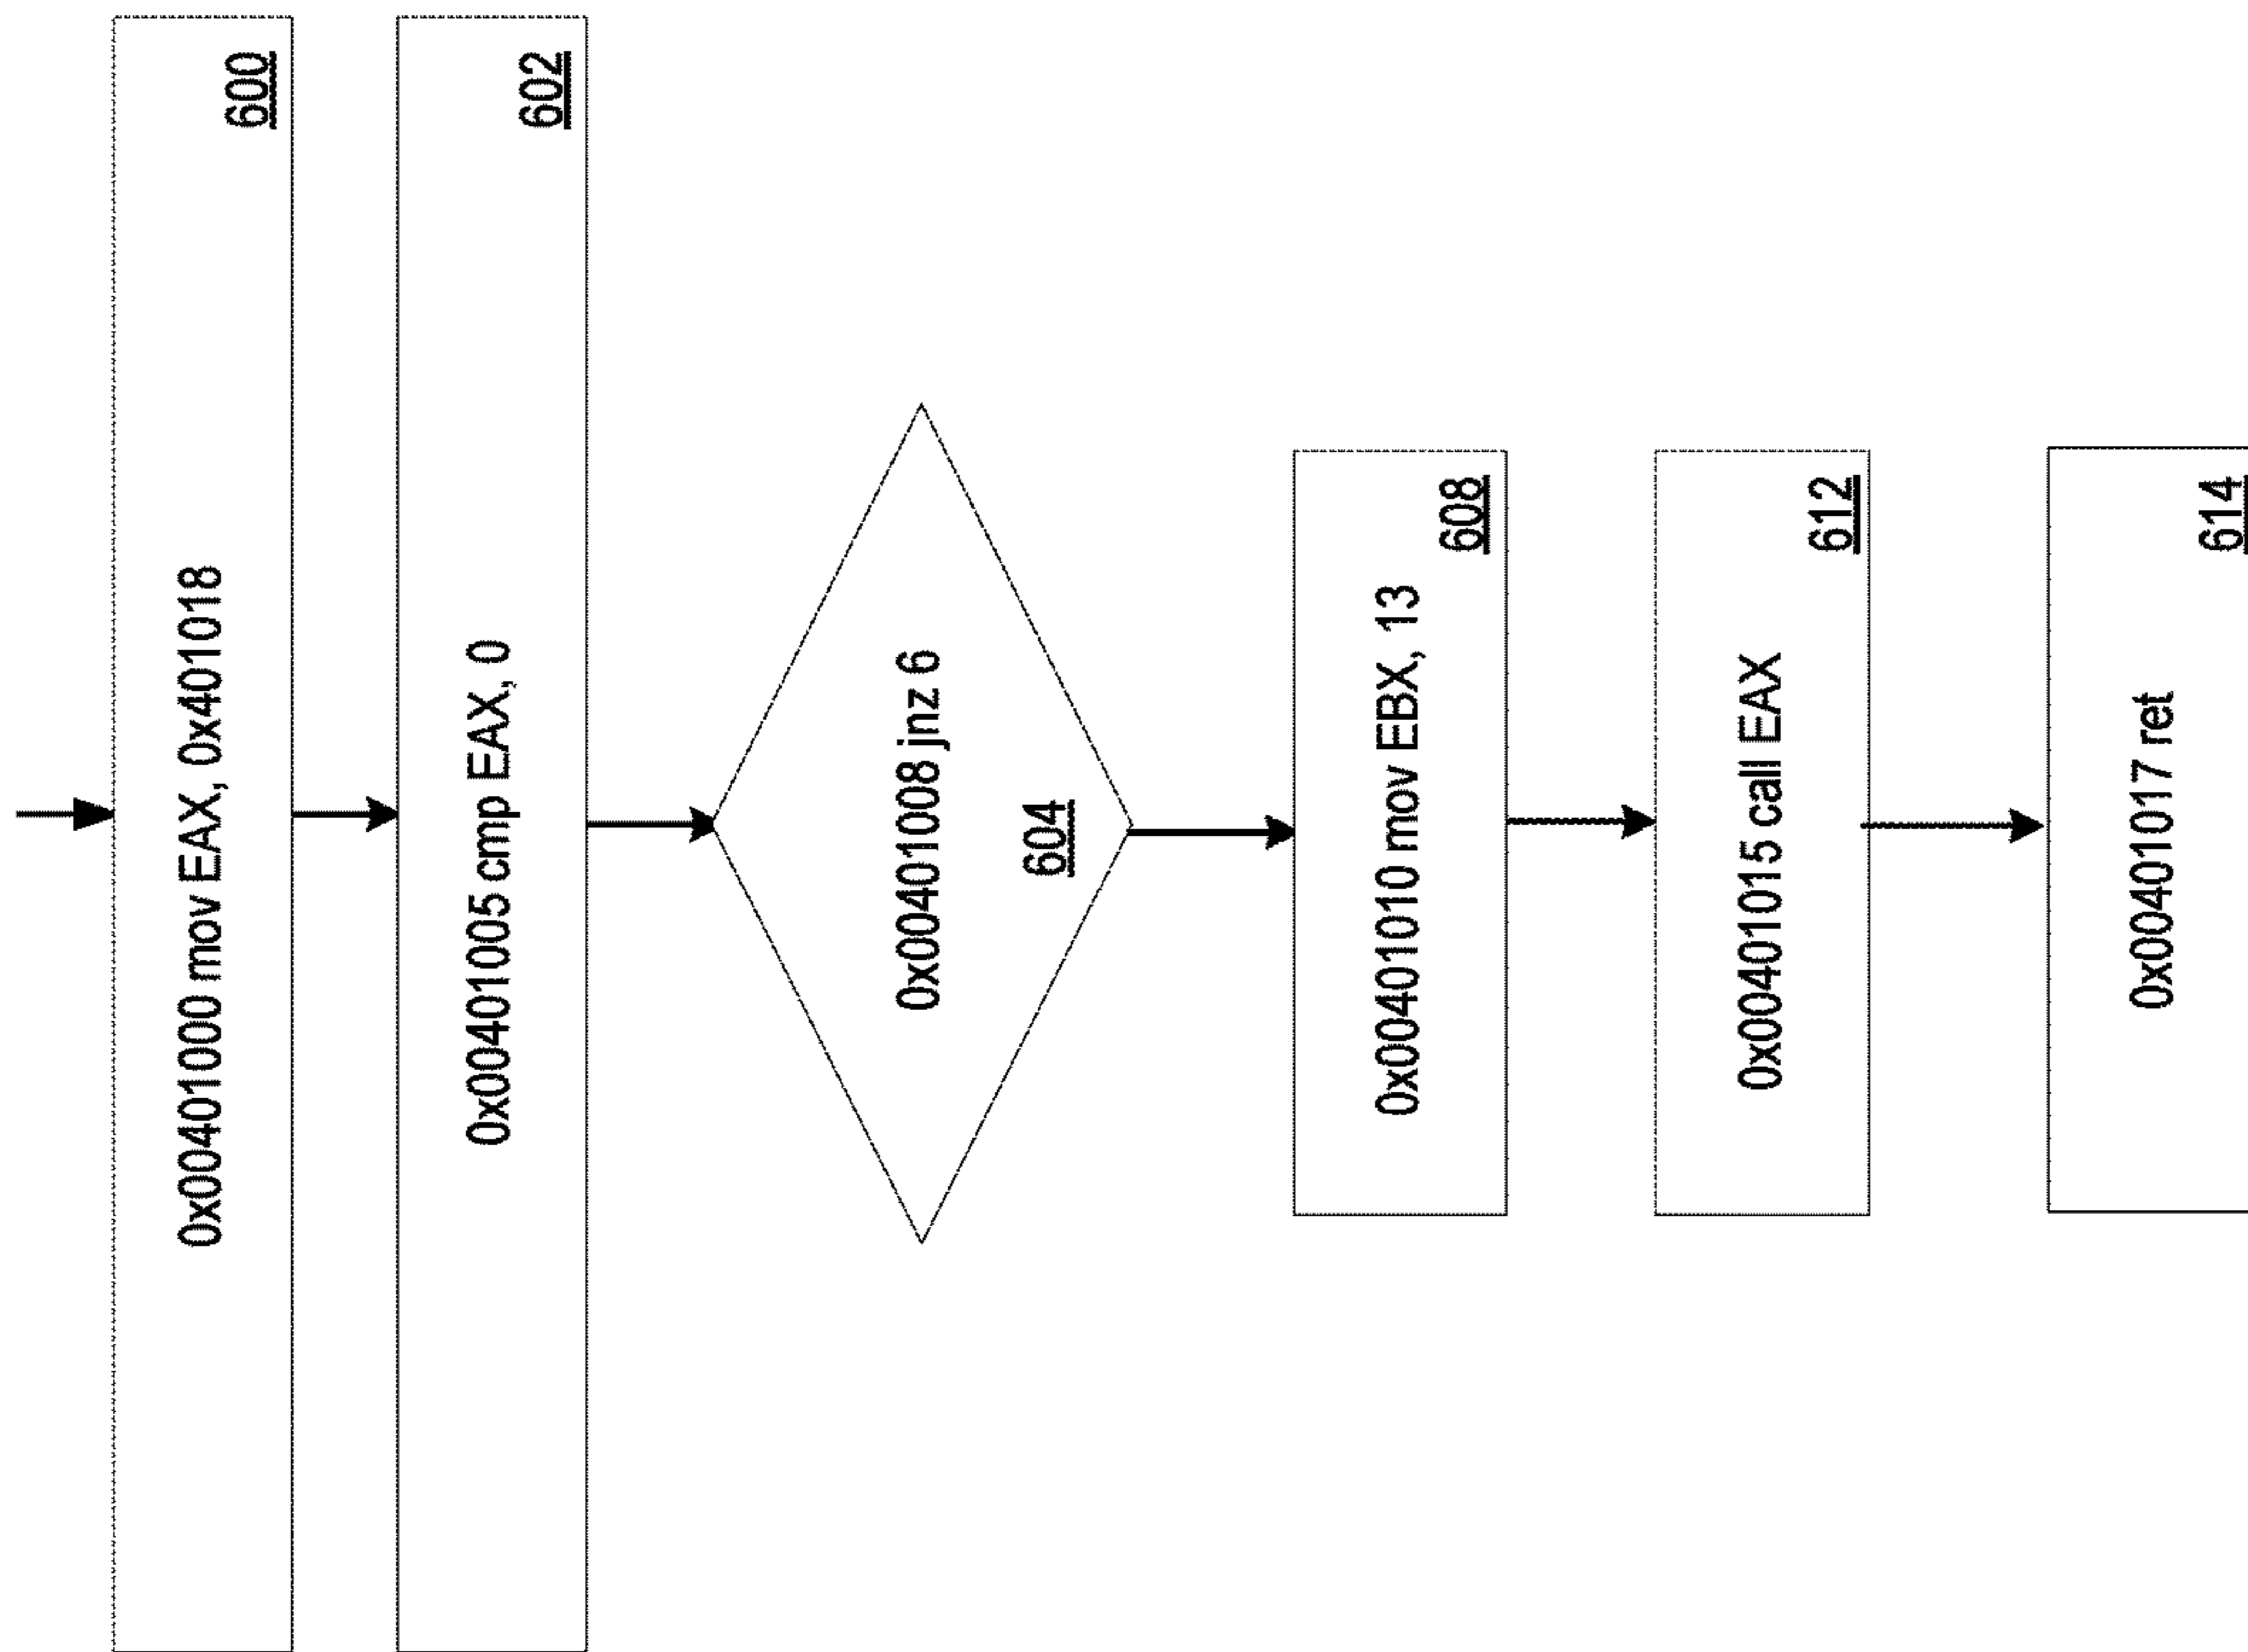 0x00401000 mov EAX, 0x401018
600
0x00401005 cmp EAX, 0
602
0x00401008 jnz 6
604
0x00401010 mov EBX, 13
608
0x00401015 call EAX
612
0x00401017 ret
614